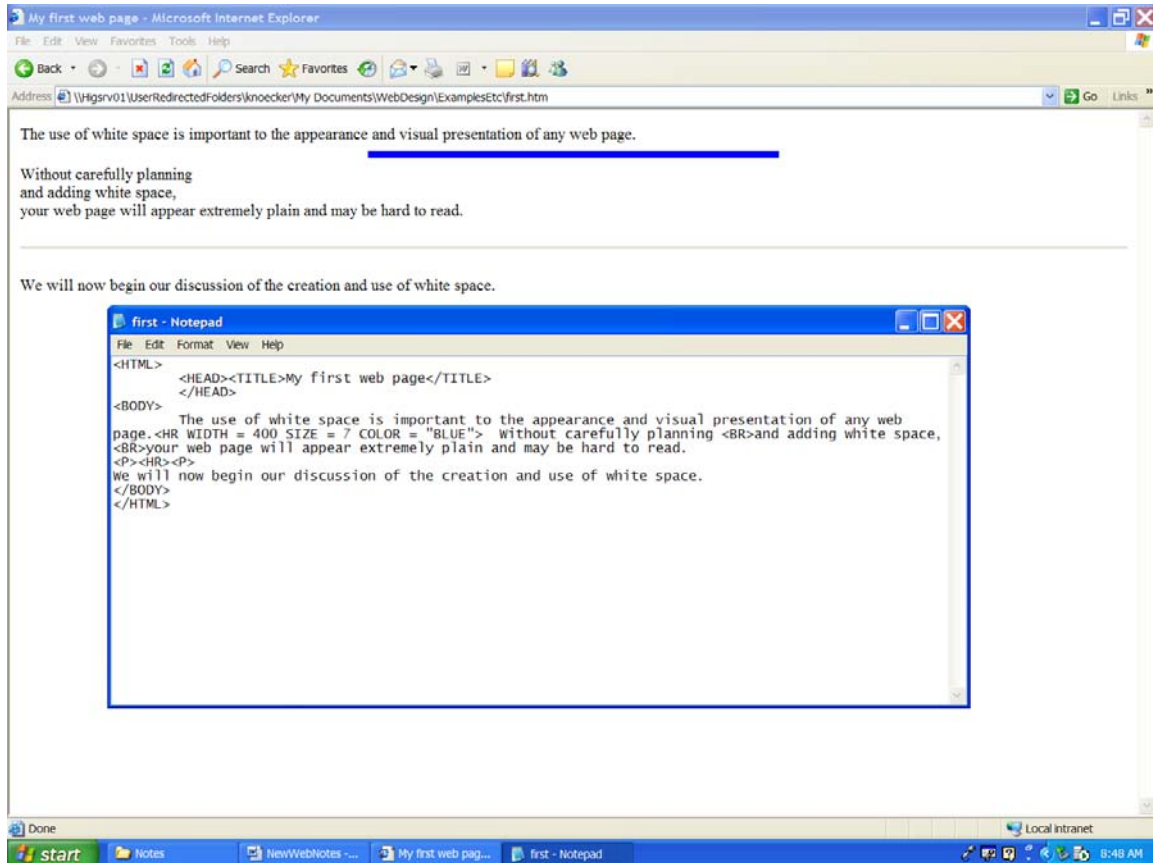 My first web page - Microsoft Internet Explorer
File Edit View Favorites Tools Help
Back Search Favorites
Address \\Higsrv01\UserRedirectedFolders\knoecker\My Documents\WebDesign\ExamplesEtc\first.htm Go Links »
The use of white space is important to the appearance and visual presentation of any web page.
Without carefully planning
and adding white space,
your web page will appear extremely plain and may be hard to read.
We will now begin our discussion of the creation and use of white space.
first - Notepad
File Edit Format View Help
<HTML>
<HEAD><TITLE>My first web page</TITLE>
</HEAD>
<BODY>
The use of white space is important to the appearance and visual presentation of any web
page.<HR WIDTH = 400 SIZE = 7 COLOR = "BLUE"> Without carefully planning <BR>and adding white space,
<BR>your web page will appear extremely plain and may be hard to read.
<P><HR><P>
We will now begin our discussion of the creation and use of white space.
</BODY>
</HTML>
Done Local intranet
start Notes NewWebNotes -... My first web pag... first - Notepad 8:48 AM